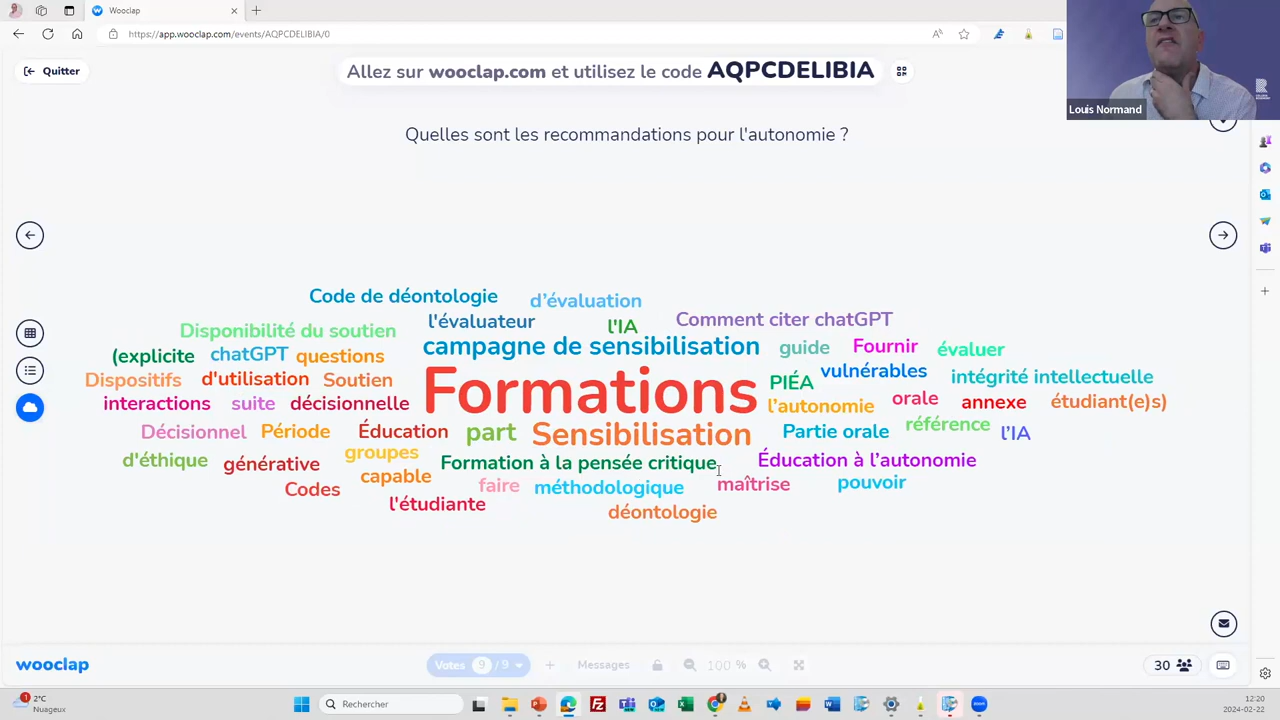 Wooclap
https://app.wooclap.com/events/AQPCDELIBIA/0
Louis Normand
Quitter
Allez sur wooclap.com et utilisez le code AQPCDELIBIA
Quelles sont les recommandations pour l'autonomie ?
Code de déontologie d’évaluation
Disponibilité du soutien l'évaluateur l'IA Comment citer chatGPT
(explicite chatGPT questions campagne de sensibilisation guide Fournir évaluer
Dispositifs d'utilisation Soutien Formations PIÉA vulnérables intégrité intellectuelle
interactions suite décisionnelle l’autonomie orale annexe étudiant(e)s)
Décisionnel Période Éducation part Sensibilisation Partie orale référence l’IA
d'éthique générative groupes Formation à la pensée critique Éducation à l’autonomie
Codes capable faire méthodologique maîtrise pouvoir
l'étudiante déontologie
wooclap
Votes 9 / 9
Messages
100 %
30
1
2°C
Nuageux
Rechercher
12:20
2024-02-22